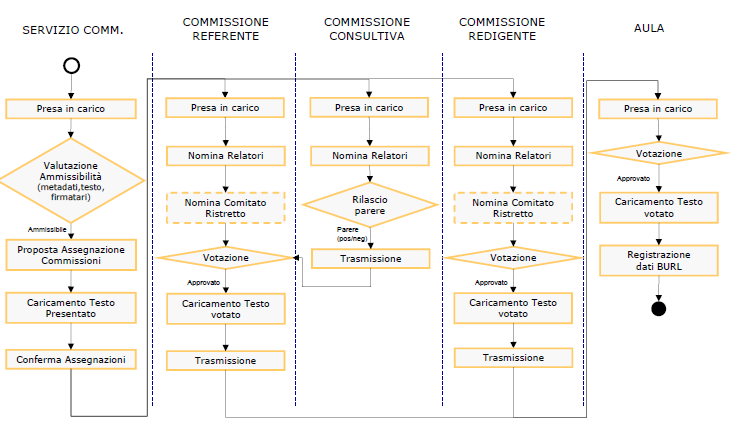 SERVIZIO COMM.
COMMISSIONE
REFERENTE
COMMISSIONE
CONSULTIVA
COMMISSIONE
REDIGENTE
AULA
Presa in carico
Valutazione
Ammissibilità
(metadati,testo,
firmatari)
Ammissibile
Proposta Assegnazione
Commissioni
Caricamento Testo
Presentato
Conferma Assegnazioni
Presa in carico
Nomina Relatori
Nomina Comitato
Ristretto
Votazione
Approvato
Caricamento Testo
votato
Trasmissione
Presa in carico
Nomina Relatori
Rilascio
parere
Parere
(pos/neg)
Trasmissione
Presa in carico
Nomina Relatori
Nomina Comitato
Ristretto
Votazione
Approvato
Caricamento Testo
votato
Trasmissione
Presa in carico
Votazione
Approvato
Caricamento Testo
votato
Registrazione
dati BURL